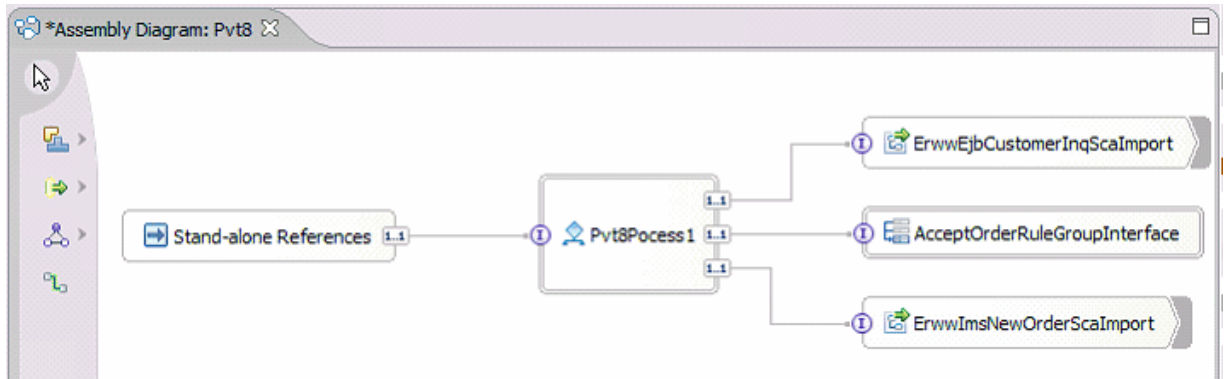 *Assembly Diagram: Pvt8
ErwwEjbCustomerInqScaImport
1..1
Stand-alone References 1..1
I Pvt8Pocess1 1..1
I AcceptOrderRuleGroupInterface
1..1
I ErwwImsNewOrderScaImport